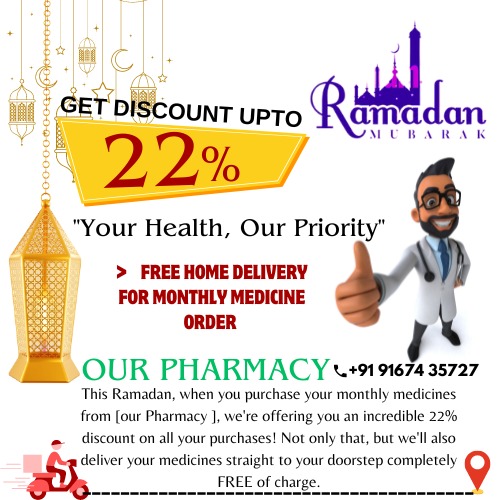 GET DISCOUNT UPTO
22%
Ramadan
MUBARAK
"Your Health, Our Priority"
> FREE HOME DELIVERY
FOR MONTHLY MEDICINE
ORDER
OUR PHARMACY
+91 91674 35727
This Ramadan, when you purchase your monthly medicines
from [our Pharmacy ], we're offering you an incredible 22%
discount on all your purchases! Not only that, but we'll also
deliver your medicines straight to your doorstep completely
FREE of charge.